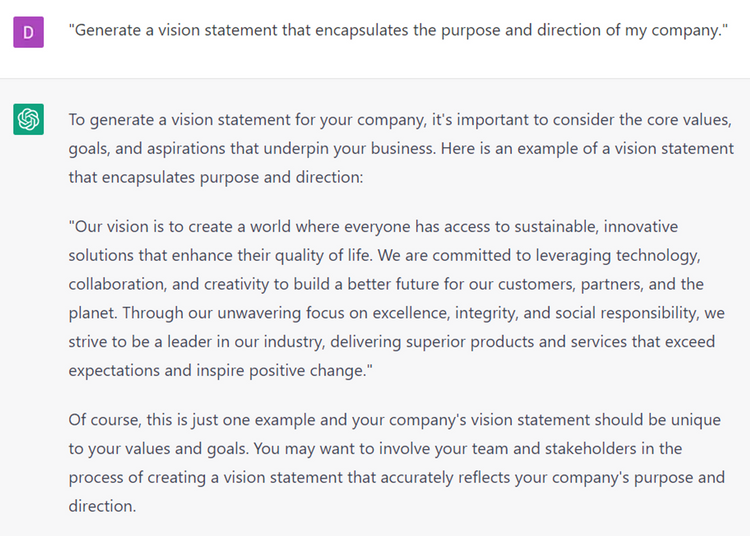 D
"Generate a vision statement that encapsulates the purpose and direction of my company."
To generate a vision statement for your company, it's important to consider the core values,
goals, and aspirations that underpin your business. Here is an example of a vision statement
that encapsulates purpose and direction:
"Our vision is to create a world where everyone has access to sustainable, innovative
solutions that enhance their quality of life. We are committed to leveraging technology,
collaboration, and creativity to build a better future for our customers, partners, and the
planet. Through our unwavering focus on excellence, integrity, and social responsibility, we
strive to be a leader in our industry, delivering superior products and services that exceed
expectations and inspire positive change."
Of course, this is just one example and your company's vision statement should be unique
to your values and goals. You may want to involve your team and stakeholders in the
process of creating a vision statement that accurately reflects your company's purpose and
direction.